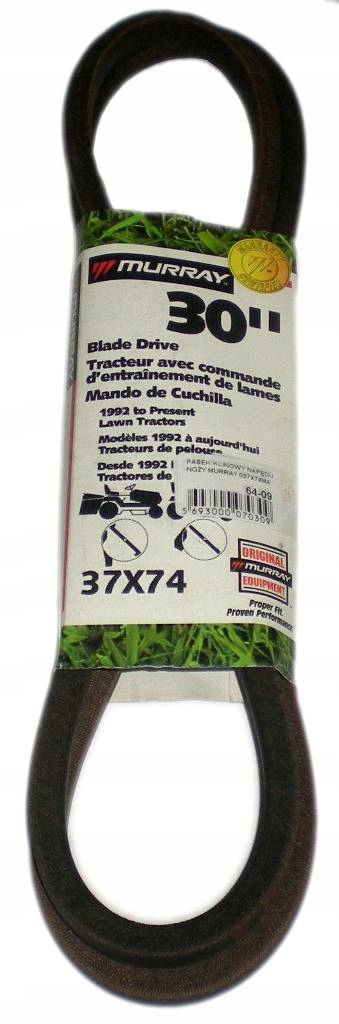 MURRAY
30"
Blade Drive
Tracteur avec commande
d'entraînement de lames
Mando de Cuchilla
1992 to Present
Lawn Tractors
Modèles 1992 à aujourd'hui
Tracteurs de pelouse
Desde 1992
Tractores de
PASEK KLINOWY NAPĘDU
NOŻY MURRAY 037X74MA
64-09
5 693000 070309
37X74
ORIGINAL
MURRAY
EQUIPMENT
Proper Fit.
Proven Performance